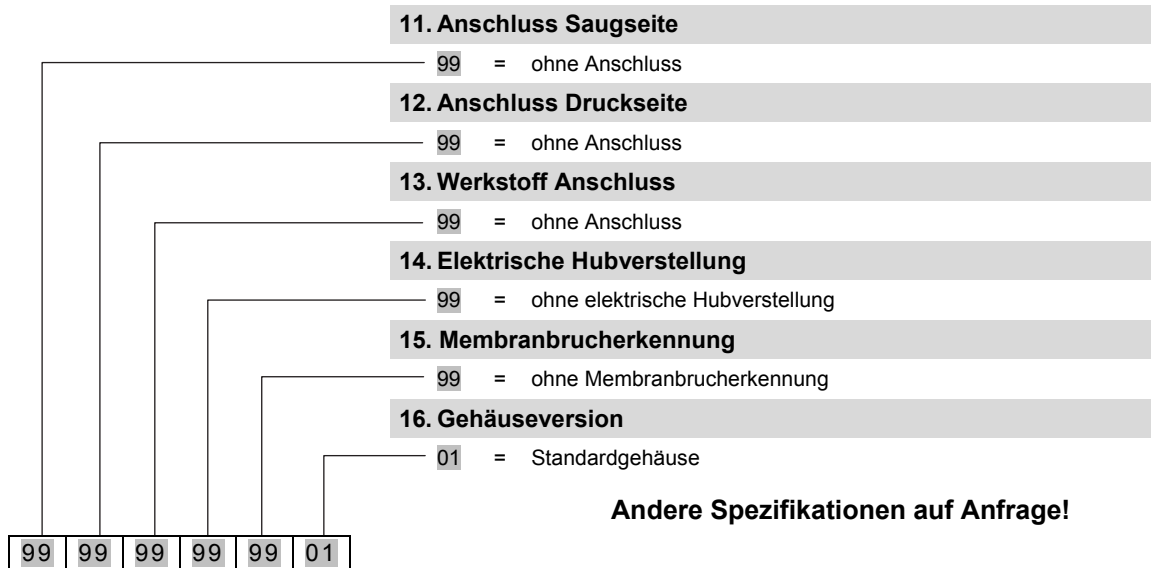 11. Anschluss Saugseite
99 = ohne Anschluss
12. Anschluss Druckseite
99 = ohne Anschluss
13. Werkstoff Anschluss
99 = ohne Anschluss
14. Elektrische Hubverstellung
99 = ohne elektrische Hubverstellung
15. Membranbrucherkennung
99 = ohne Membranbrucherkennung
16. Gehäuseversion
01 = Standardgehäuse
Andere Spezifikationen auf Anfrage!
99 99 99 99 99 01